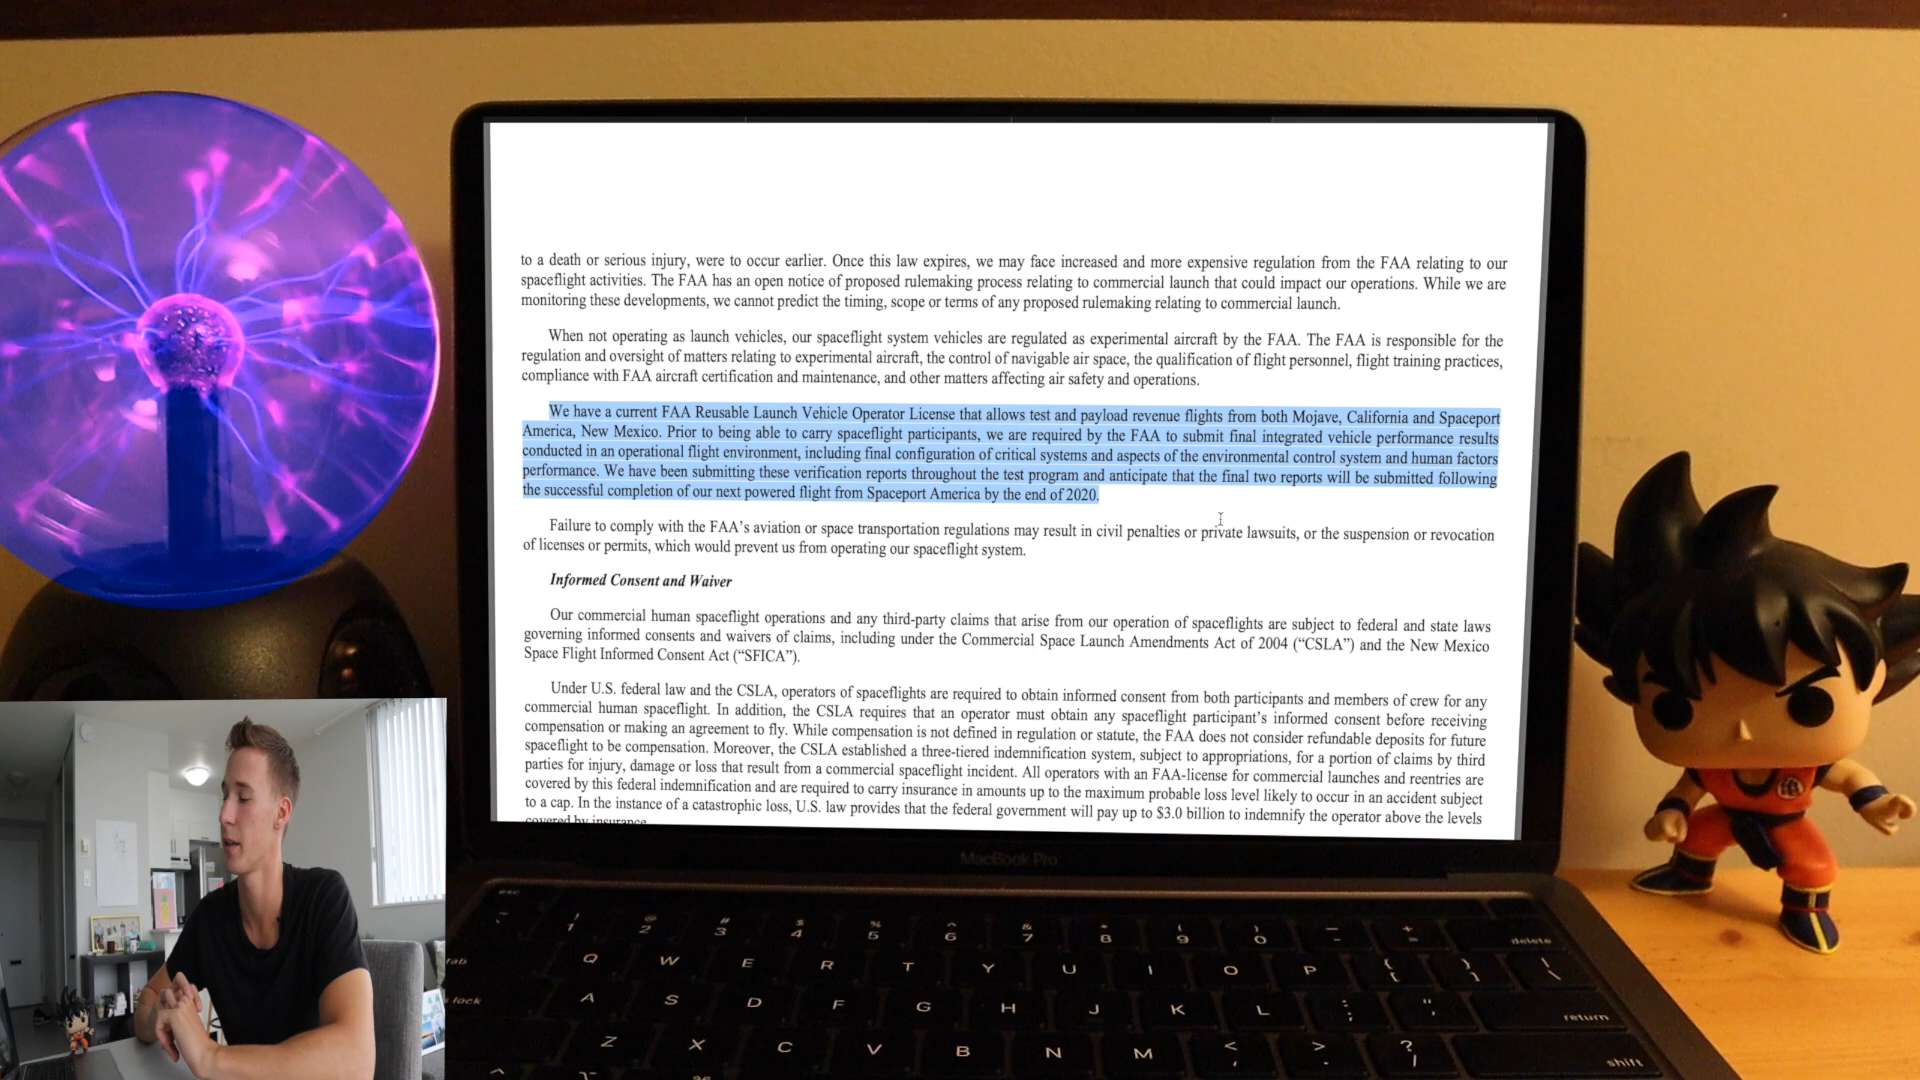 to a death or serious injury, were to occur earlier. Once this law expires, we may face increased and more expensive regulation from the FAA relating to our
spaceflight activities. The FAA has an open notice of proposed rulemaking process relating to commercial launch that could impact our operations. While we are
monitoring these developments, we cannot predict the timing, scope or terms of any proposed rulemaking relating to commercial launch.
When not operating as launch vehicles, our spaceflight system vehicles are regulated as experimental aircraft by the FAA. The FAA is responsible for the
regulation and oversight of matters relating to experimental aircraft, the control of navigable air space, the qualification of flight personnel, flight training practices,
compliance with FAA aircraft certification and maintenance, and other matters affecting air safety and operations.
We have a current FAA Reusable Launch Vehicle Operator License that allows test and payload revenue flights from both Mojave, California and Spaceport
America, New Mexico. Prior to being able to carry spaceflight participants, we are required by the FAA to submit final integrated vehicle performance results
conducted in an operational flight environment, including final configuration of critical systems and aspects of the environmental control system and human factors
performance. We have been submitting these verification reports throughout the test program and anticipate that the final two reports will be submitted following
the successful completion of our next powered flight from Spaceport America by the end of 2020.
Failure to comply with the FAA's aviation or space transportation regulations may result in civil penalties or private lawsuits, or the suspension or revocation
of licenses or permits, which would prevent us from operating our spaceflight system.
Informed Consent and Waiver
Our commercial human spaceflight operations and any third-party claims that arise from our operation of spaceflights are subject to federal and state laws
governing informed consents and waivers of claims, including under the Commercial Space Launch Amendments Act of 2004 (“CSLA”) and the New Mexico
Space Flight Informed Consent Act (“SFICA”).
Under U.S. federal law and the CSLA, operators of spaceflights are required to obtain informed consent from both participants and members of crew for any
commercial human spaceflight. In addition, the CSLA requires that an operator must obtain any spaceflight participant's informed consent before receiving
compensation or making an agreement to fly. While compensation is not defined in regulation or statute, the FAA does not consider refundable deposits for future
spaceflight to be compensation. Moreover, the CSLA established a three-tiered indemnification system, subject to appropriations, for a portion of claims by third
parties for injury, damage or loss that result from a commercial spaceflight incident. All operators with an FAA-license for commercial launches and reentries are
covered by this federal indemnification and are required to carry insurance in amounts up to the maximum probable loss level likely to occur in an accident subject
to a cap. In the instance of a catastrophic loss, U.S. law provides that the federal government will pay up to $3.0 billion to indemnify the operator above the levels
covered by insurance.
MacBook Pro
esc
~ ! 1 @ 2 # 3 $ 4 % 5 ^ 6 & 7 * 8 ( 9 ) 0 - + = delete
tab Q W E R T Y U I O P { [ } ] | \
lock A S D F G H J K L : ; " ' return
Z X C V B N M < , > . ? / shift